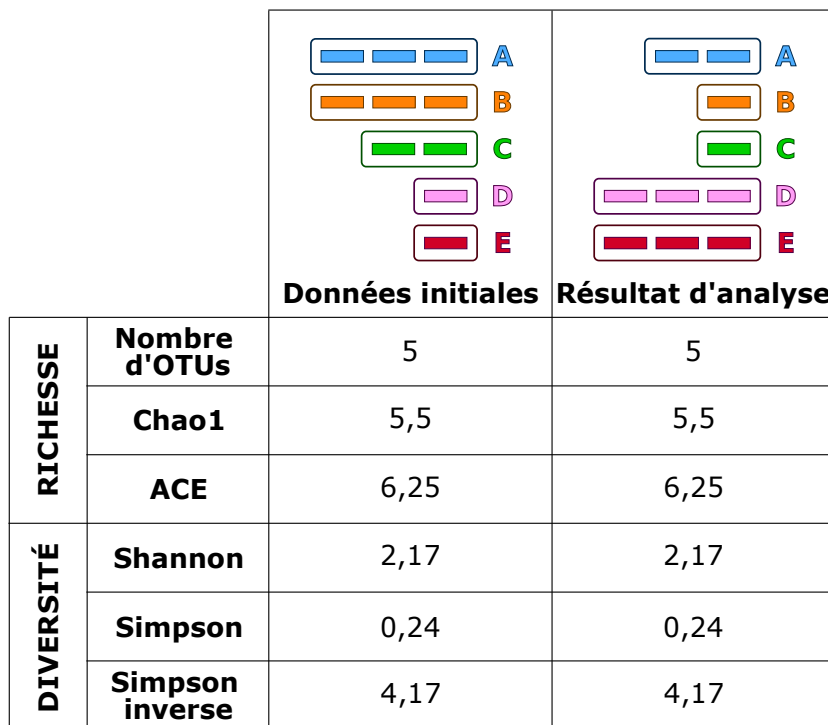 A A
B B
C C
D D
E E
Données initiales Résultat d'analyse
RICHESSE
Nombre
d'OTUs 5 5
Chao1 5,5 5,5
ACE 6,25 6,25
DIVERSITÉ
Shannon 2,17 2,17
Simpson 0,24 0,24
Simpson
inverse 4,17 4,17